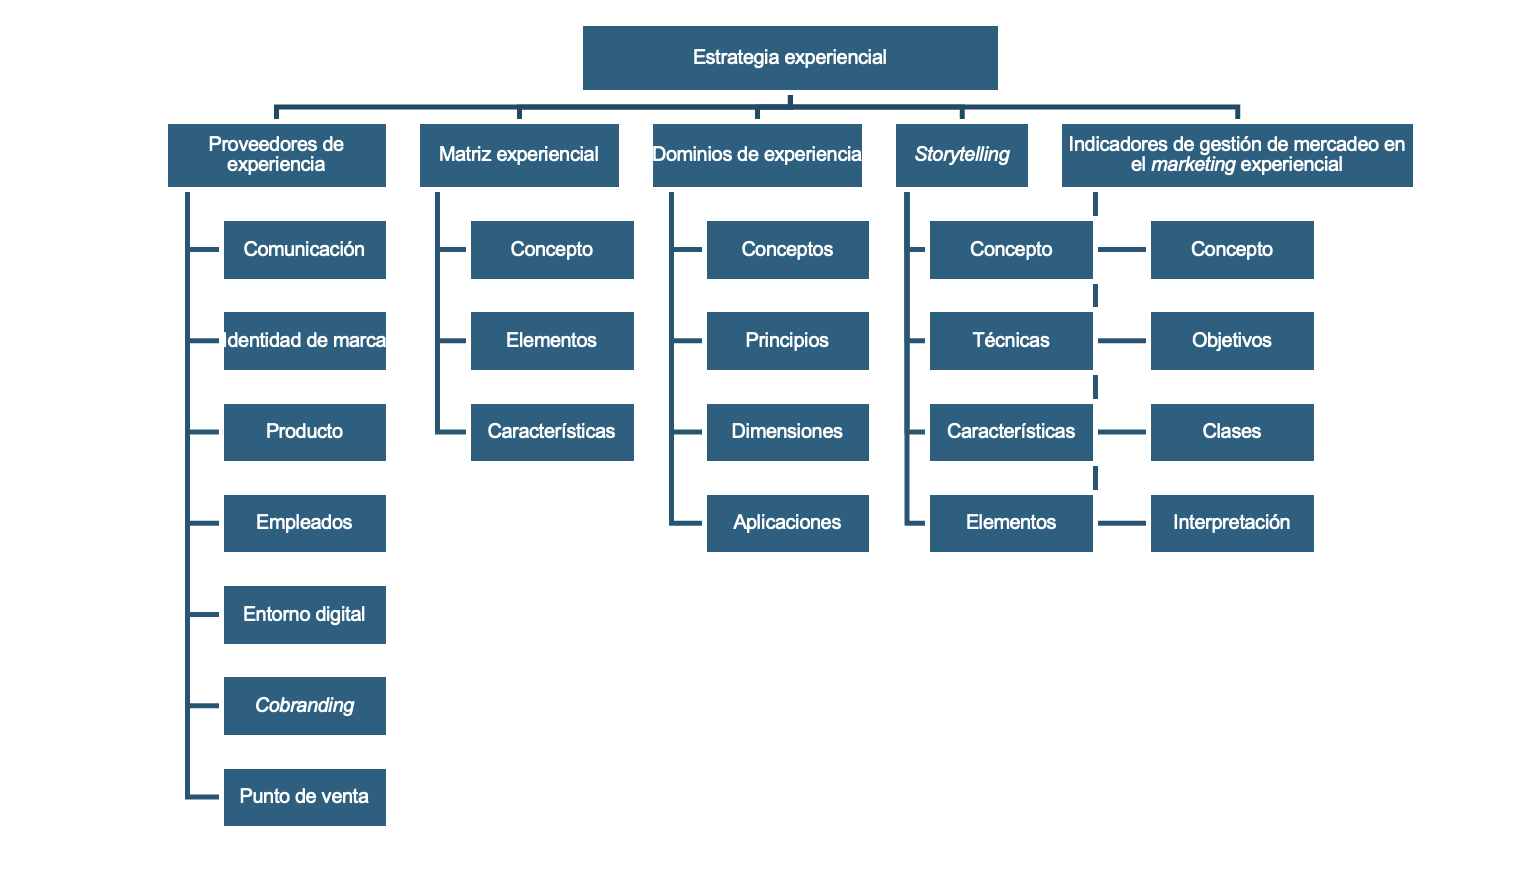 Estrategia experiencial
Proveedores de
experiencia
Comunicación
Identidad de marca
Producto
Empleados
Entorno digital
Cobranding
Punto de venta
Matriz experiencial
Concepto
Elementos
Características
Dominios de experiencia
Conceptos
Principios
Dimensiones
Aplicaciones
Storytelling
Concepto
Técnicas
Características
Elementos
Indicadores de gestión de mercadeo en
el marketing experiencial
Concepto
Objetivos
Clases
Interpretación